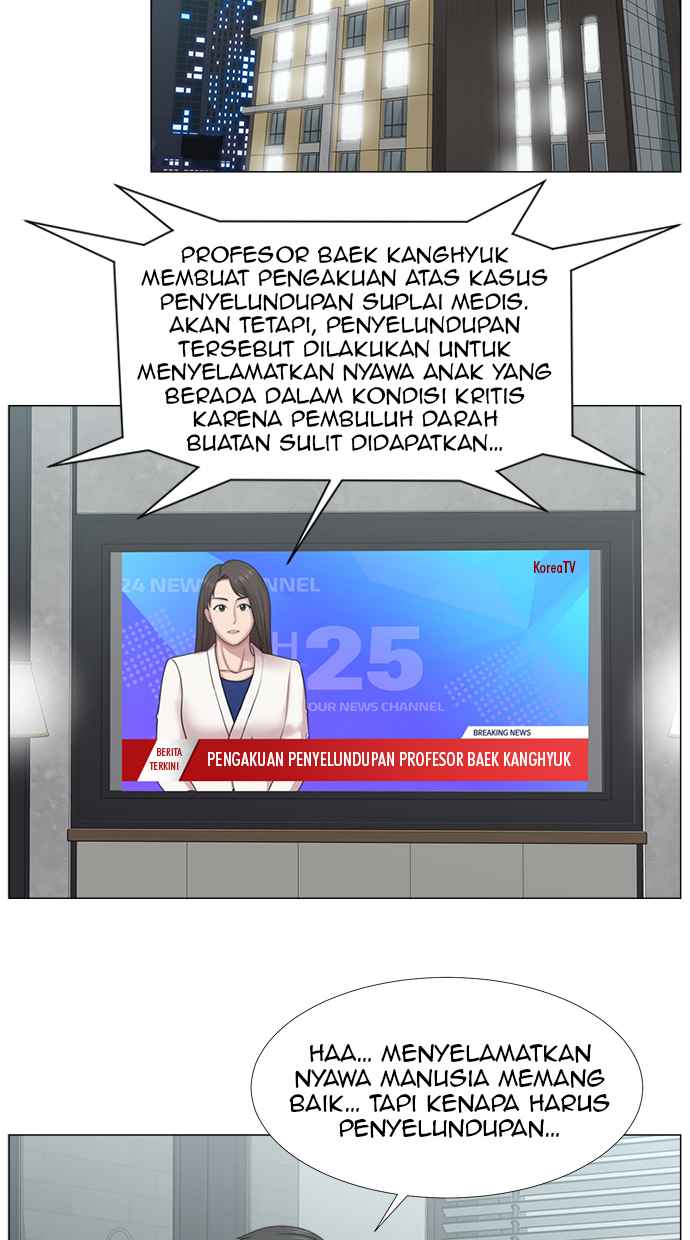 PROFESOR BAEK KANGHYUK
MEMBUAT PENGAKUAN ATAS KASUS
PENYELUNDUPAN SUPLAI MEDIS.
AKAN TETAPI, PENYELUNDUPAN
TERSEBUT DILAKUKAN UNTUK
MENYELAMATKAN NYAWA ANAK YANG
BERADA DALAM KONDISI KRITIS
KARENA PEMBULUH DARAH
BUATAN SULIT DIDAPATKAN...
KoreaTV
24 NEW NNEL
H 25
OUR NEWS CHANNEL
BREAKING NEWS
BERITA
TERKINI
PENGAKUAN PENYELUNDUPAN PROFESOR BAEK KANGHYUK
HAA... MENYELAMATKAN
NYAWA MANUSIA MEMANG
BAIK... TAPI KENAPA HARUS
PENYELUNDUPAN...